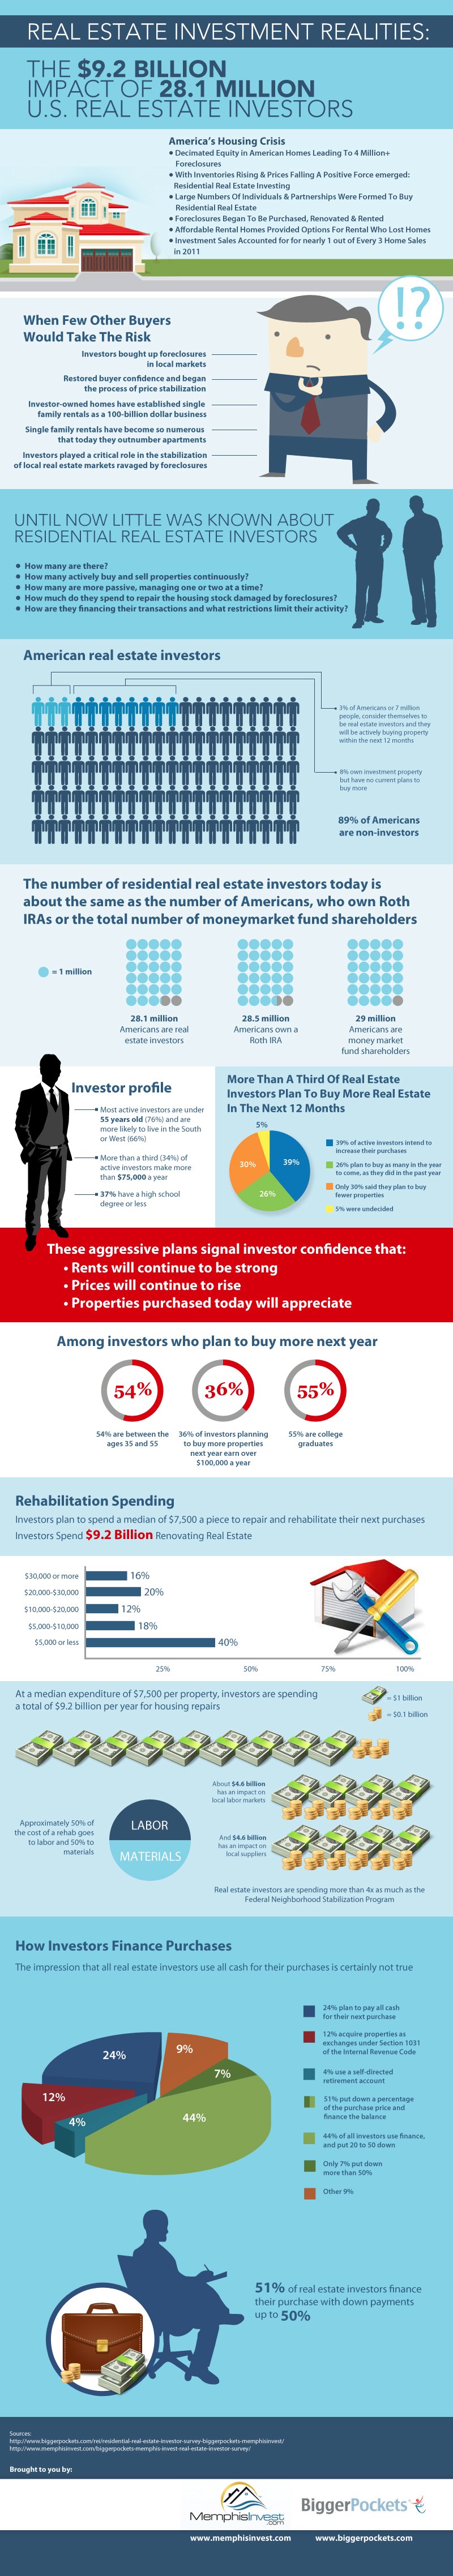 REAL ESTATE INVESTMENT REALITIES:
THE $9.2 BILLION
IMPACT OF 28.1 MILLION
U.S. REAL ESTATE INVESTORS
America's Housing Crisis
• Decimated Equity in American Homes Leading To 4 Million+
Foreclosures
• With Inventories Rising & Prices Falling A Positive Force emerged:
Residential Real Estate Investing
• Large Numbers Of Individuals & Partnerships Were Formed To Buy
Residential Real Estate
• Foreclosures Began To Be Purchased, Renovated & Rented
• Affordable Rental Homes Provided Options For Rental Who Lost Homes
• Investment Sales Accounted for for nearly 1 out of Every 3 Home Sales
in 2011
!?
When Few Other Buyers
Would Take The Risk
Investors bought up foreclosures
in local markets
Restored buyer confidence and began
the process of price stabilization
Investor-owned homes have established single
family rentals as a 100-billion dollar business
Single family rentals have become so numerous
that today they outnumber apartments
Investors played a critical role in the stabilization
of local real estate markets ravaged by foreclosures
UNTIL NOW LITTLE WAS KNOWN ABOUT
RESIDENTIAL REAL ESTATE INVESTORS
• How many are there?
• How many actively buy and sell properties continuously?
• How many are more passive, managing one or two at a time?
• How much do they spend to repair the housing stock damaged by foreclosures?
• How are they financing their transactions and what restrictions limit their activity?
American real estate investors
3% of Americans or 7 million
people, consider themselves to
be real estate investors and they
will be actively buying property
within the next 12 months
8% own investment property
but have no current plans to
buy more
89% of Americans
are non-investors
The number of residential real estate investors today is
about the same as the number of Americans, who own Roth
IRAs or the total number of moneymarket fund shareholders
= 1 million
28.1 million
Americans are real
estate investors
28.5 million
Americans own a
Roth IRA
29 million
Americans are
money market
fund shareholders
Investor profile
Most active investors are under
55 years old (76%) and are
more likely to live in the South
or West (66%)
More than a third (34%) of
active investors make more
than $75,000 a year
37% have a high school
degree or less
More Than A Third Of Real Estate
Investors Plan To Buy More Real Estate
In The Next 12 Months
5%
30%
39%
26%
39% of active investors intend to
increase their purchases
26% plan to buy as many in the year
to come, as they did in the past year
Only 30% said they plan to buy
fewer properties
5% were undecided
These aggressive plans signal investor confidence that:
• Rents will continue to be strong
• Prices will continue to rise
• Properties purchased today will appreciate
Among investors who plan to buy more next year
54%
36%
55%
54% are between the
ages 35 and 55
36% of investors planning
to buy more properties
next year earn over
$100,000 a year
55% are college
graduates
Rehabilitation Spending
Investors plan to spend a median of $7,500 a piece to repair and rehabilitate their next purchases
Investors Spend $9.2 Billion Renovating Real Estate
$30,000 or more 16%
$20,000-$30,000 20%
$10,000-$20,000 12%
$5,000-$10,000 18%
$5,000 or less 40%
25% 50% 75% 100%
At a median expenditure of $7,500 per property, investors are spending
a total of $9.2 billion per year for housing repairs
= $1 billion
= $0.1 billion
Approximately 50% of
the cost of a rehab goes
to labor and 50% to
materials
LABOR
MATERIALS
About $4.6 billion
has an impact on
local labor markets
And $4.6 billion
has an impact on
local suppliers
Real estate investors are spending more than 4x as much as the
Federal Neighborhood Stabilization Program
How Investors Finance Purchases
The impression that all real estate investors use all cash for their purchases is certainly not true
24%
9%
7%
12%
4%
44%
24% plan to pay all cash
for their next purchase
12% acquire properties as
exchanges under Section 1031
of the Internal Revenue Code
4% use a self-directed
retirement account
51% put down a percentage
of the purchase price and
finance the balance
44% of all investors use finance,
and put 20 to 50 down
Only 7% put down
more than 50%
Other 9%
51% of real estate investors finance
their purchase with down payments
up to 50%
Sources:
http://www.biggerpockets.com/rei/residential-real-estate-investor-survey-biggerpockets-memphisinvest/
http://www.memphisinvest.com/biggerpockets-memphis-invest-real-estate-investor-survey/
Brought to you by:
MemphisInvest
.com
BiggerPockets
www.memphisinvest.com
www.biggerpockets.com